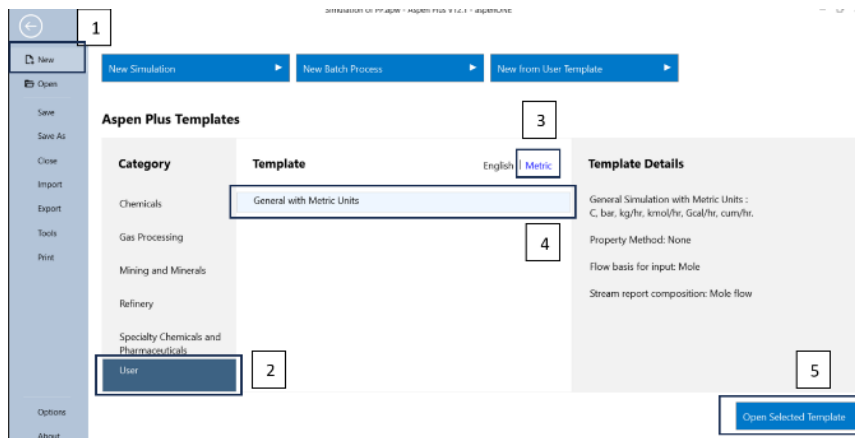 Simulation of PP.apw - Aspen Plus V12.1 - aspenONE
1
New
Open
Save
Save As
Close
Import
Export
Tools
Print
Options
About
New Simulation
New Batch Process
New from User Template
Aspen Plus Templates
3
Category
Chemicals
Gas Processing
Mining and Minerals
Refinery
Specialty Chemicals and
Pharmaceuticals
User
2
Template
English | Metric
General with Metric Units
4
Template Details
General Simulation with Metric Units :
C, bar, kg/hr, kmol/hr, Gcal/hr, cum/hr.
Property Method: None
Flow basis for input: Mole
Stream report composition: Mole flow
5
Open Selected Template